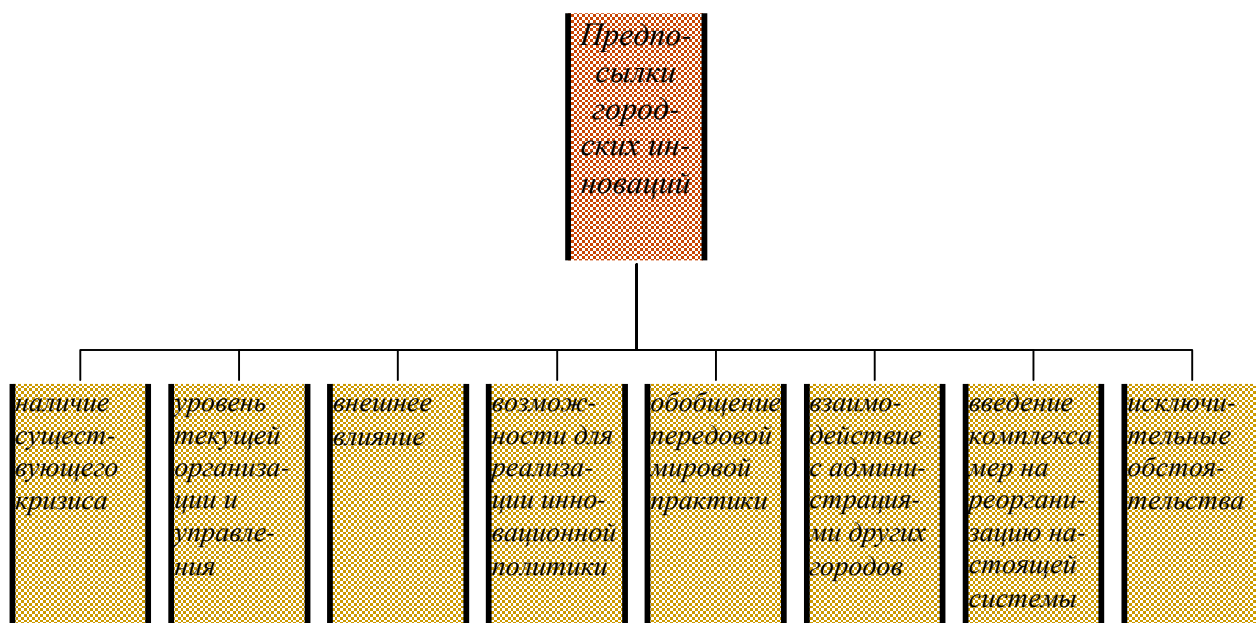 Предпо-
сылки
город-
ских ин-
новаций
наличие
сущест-
вующего
кризиса
уровень
текущей
организа-
ции и
управле-
ния
внешнее
влияние
возмож-
ности для
реализа-
ции инно-
вационной
политики
обобщение
передовой
мировой
практики
взаимо-
действие
с админи-
страция-
ми других
городов
введение
комплекса
мер на
реоргани-
зацию на-
стоящей
системы
исключи-
тельные
обстоя-
тельства